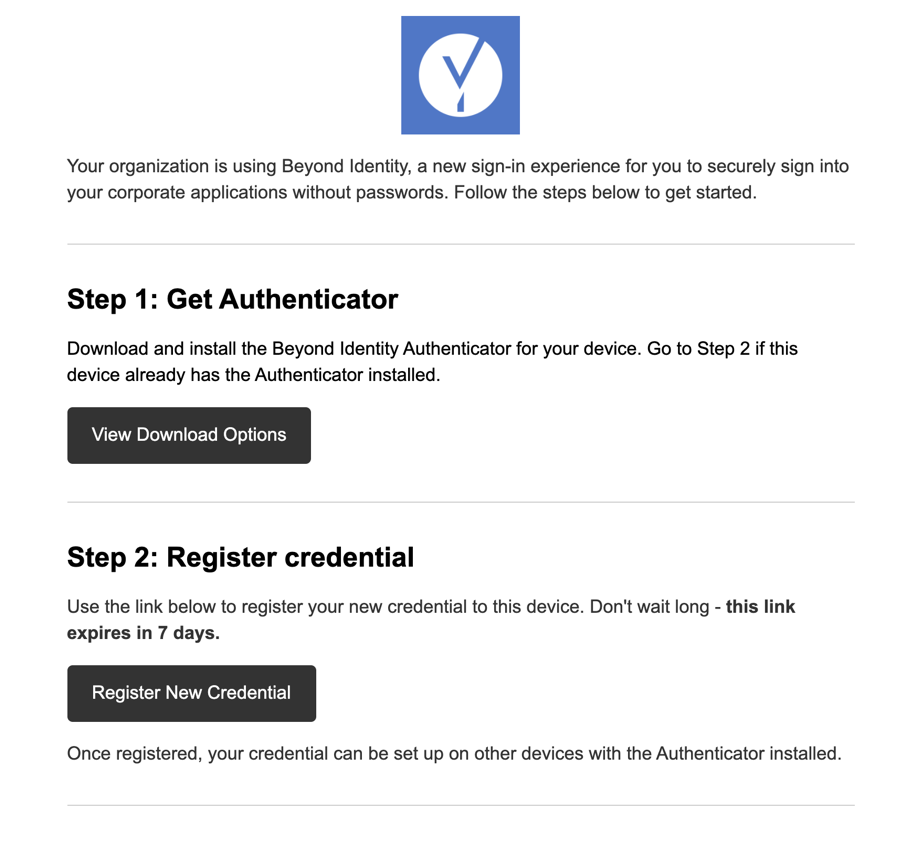 Your organization is using Beyond Identity, a new sign-in experience for you to securely sign into
your corporate applications without passwords. Follow the steps below to get started.
Step 1: Get Authenticator
Download and install the Beyond Identity Authenticator for your device. Go to Step 2 if this
device already has the Authenticator installed.
View Download Options
Step 2: Register credential
Use the link below to register your new credential to this device. Don't wait long - this link
expires in 7 days.
Register New Credential
Once registered, your credential can be set up on other devices with the Authenticator installed.